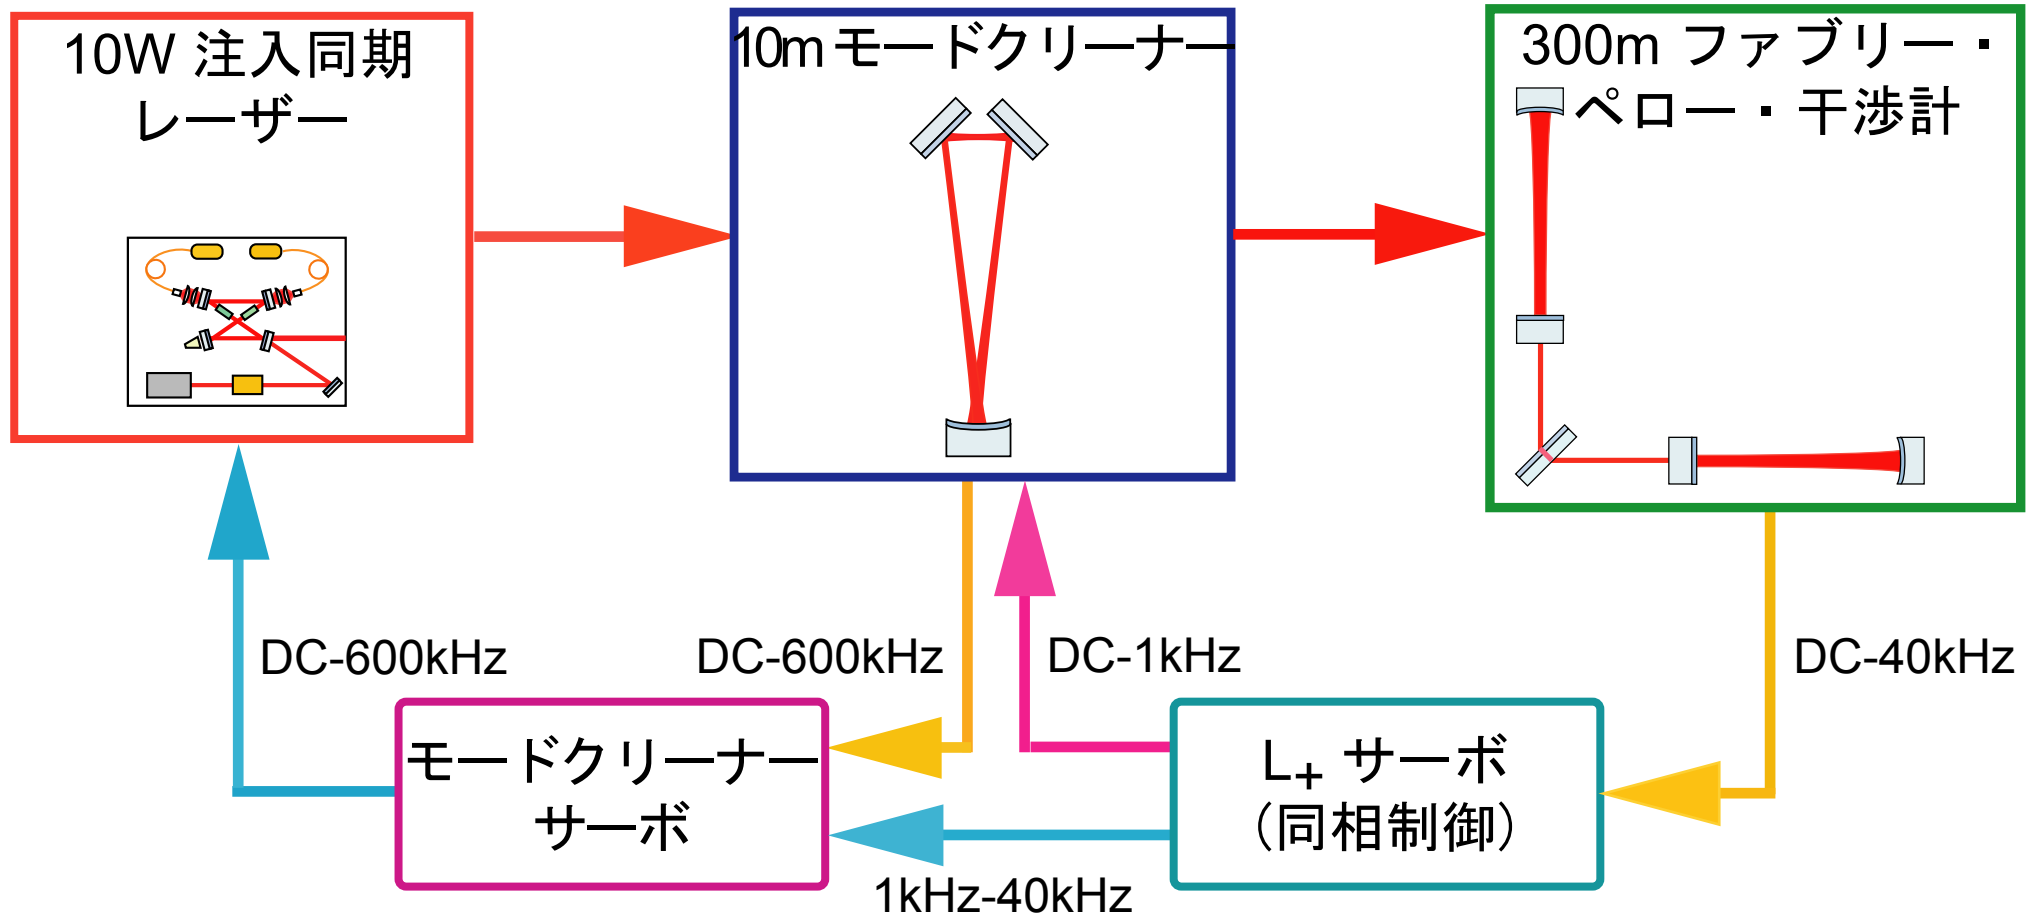 10W 注入同期
レーザー
10mモードクリーナー
300m ファブリー・
ペロー・干渉計
DC-600kHz
DC-600kHz
DC-1kHz
DC-40kHz
モードクリーナー
サーボ
L+ サーボ
(同相制御)
1kHz-40kHz